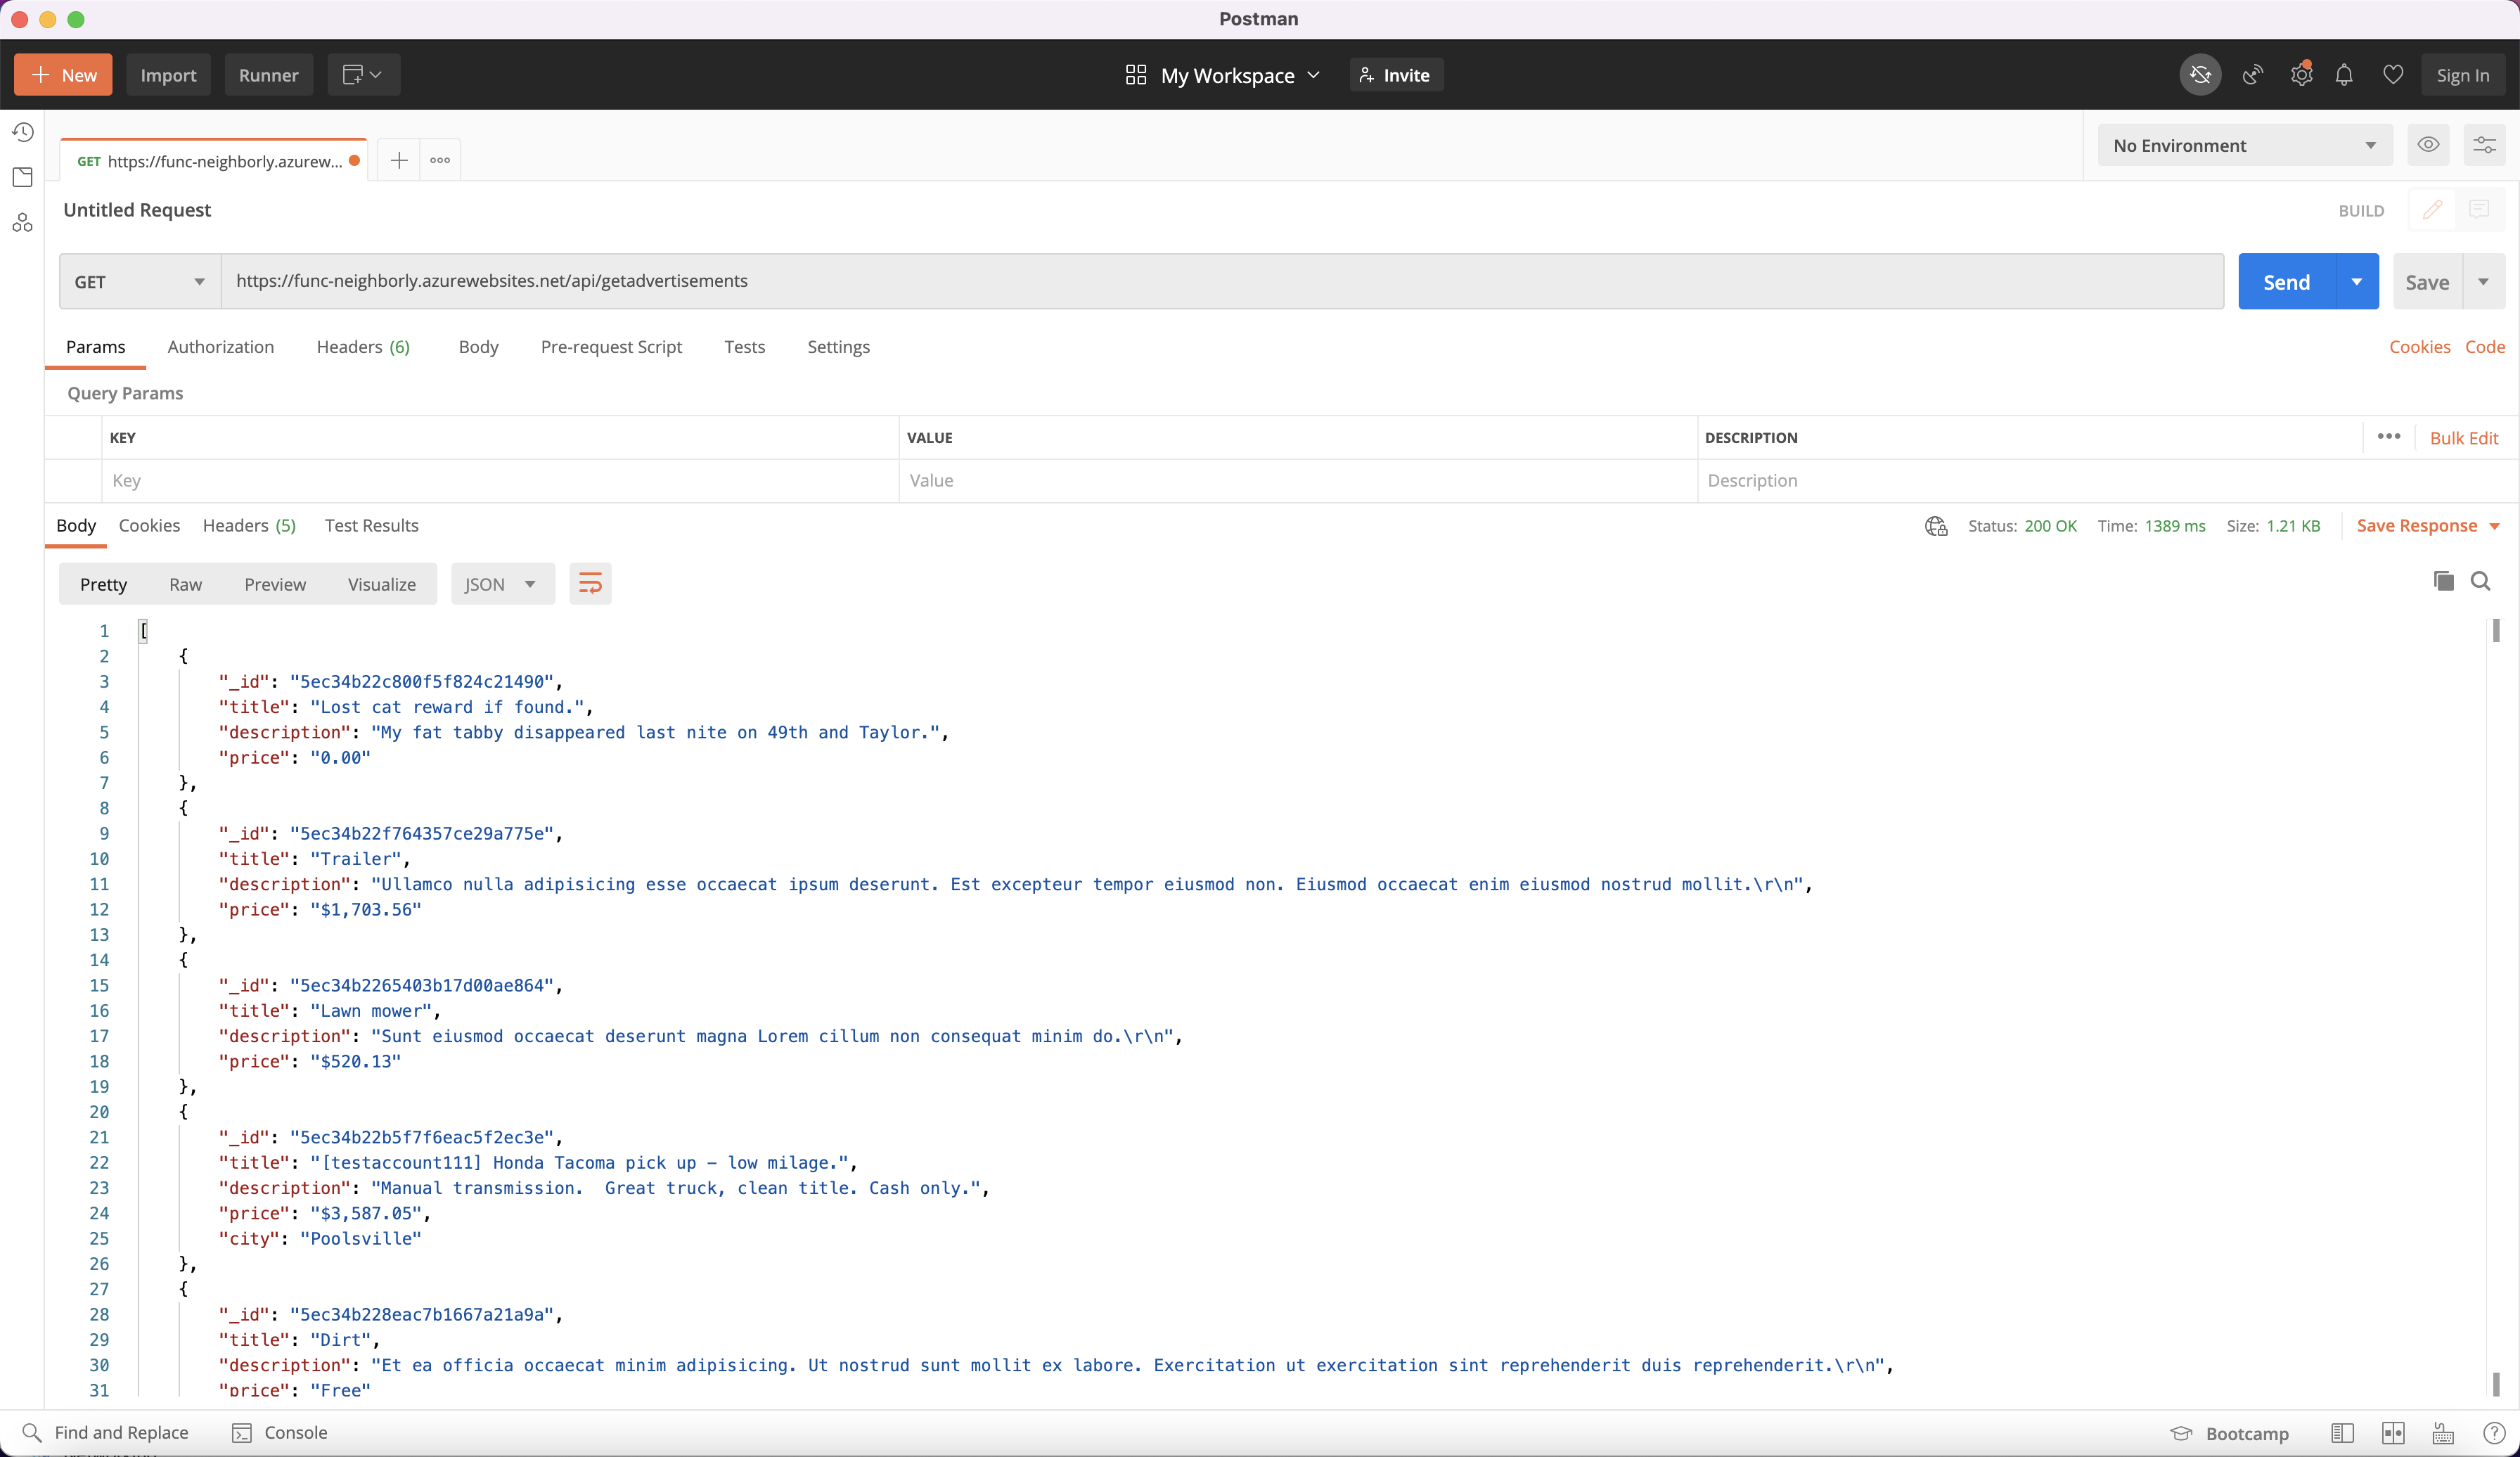 Postman
New Import Runner My Workspace Invite Sign In
GET https://func-neighborly.azurew... No Environment
Untitled Request BUILD
GET https://func-neighborly.azurewebsites.net/api/getadvertisements Send Save
Params Authorization Headers (6) Body Pre-request Script Tests Settings Cookies Code
Query Params
KEY VALUE DESCRIPTION Bulk Edit
Key Value Description
Body Cookies Headers (5) Test Results Status: 200 OK Time: 1389 ms Size: 1.21 KB Save Response
Pretty Raw Preview Visualize JSON
1 [
2 {
3 "_id": "5ec34b22c800f5f824c21490",
4 "title": "Lost cat reward if found.",
5 "description": "My fat tabby disappeared last nite on 49th and Taylor.",
6 "price": "0.00"
7 },
8 {
9 "_id": "5ec34b22f764357ce29a775e",
10 "title": "Trailer",
11 "description": "Ullamco nulla adipisicing esse occaecat ipsum deserunt. Est excepteur tempor eiusmod non. Eiusmod occaecat enim eiusmod nostrud mollit.\r\n",
12 "price": "$1,703.56"
13 },
14 {
15 "_id": "5ec34b2265403b17d00ae864",
16 "title": "Lawn mower",
17 "description": "Sunt eiusmod occaecat deserunt magna Lorem cillum non consequat minim do.\r\n",
18 "price": "$520.13"
19 },
20 {
21 "_id": "5ec34b22b5f7f6eac5f2ec3e",
22 "title": "[testaccount111] Honda Tacoma pick up - low milage.",
23 "description": "Manual transmission.  Great truck, clean title. Cash only.",
24 "price": "$3,587.05",
25 "city": "Poolsville"
26 },
27 {
28 "_id": "5ec34b228eac7b1667a21a9a",
29 "title": "Dirt",
30 "description": "Et ea officia occaecat minim adipisicing. Ut nostrud sunt mollit ex labore. Exercitation ut exercitation sint reprehenderit duis reprehenderit.\r\n",
31 "price": "Free"
Find and Replace Console Bootcamp